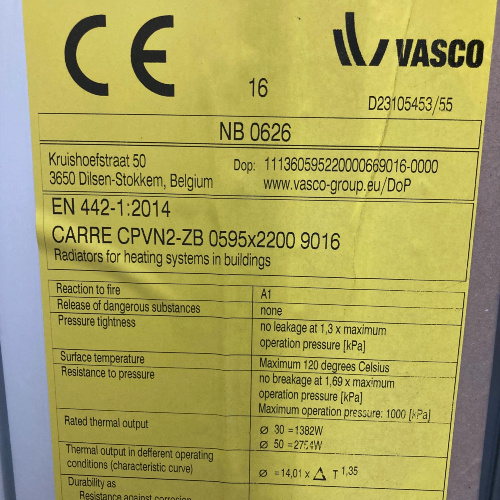 CE
VASCO
16
D23105453/55
NB 0626
Kruishoefstraat 50
3650 Dilsen-Stokkem, Belgium
Dop: 111360595220000609016-0000
www.vasco-group.eu/DoP
EN 442-1:2014
CARRE CPVN2-ZB 0595x2200 9016
Radiators for heating systems in buildings
Reaction to fire A1
Release of dangerous substances none
Pressure tightness no leakage at 1,3 x maximum
operation pressure [kPa]
Surface temperature Maximum 120 degrees Celsius
Resistance to pressure no breakage at 1,69 x maximum
operation pressure [kPa]
Maximum operation pressure: 1000 [kPa]
Rated thermal output ⌀ 30 =1382W
⌀ 50 =2754W
Thermal output in defferent operating
conditions (characteristic curve) ⌀ =14,01 x △ T 1,35
Durability as
Resistance against corrosion